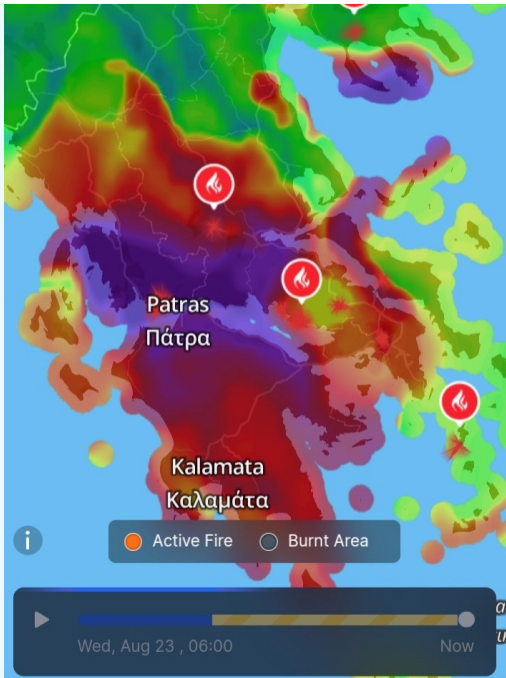 Patras
Πάτρα
Kalamata
Καλαμάτα
i
Active Fire
Burnt Area
Wed, Aug 23 , 06:00
Now